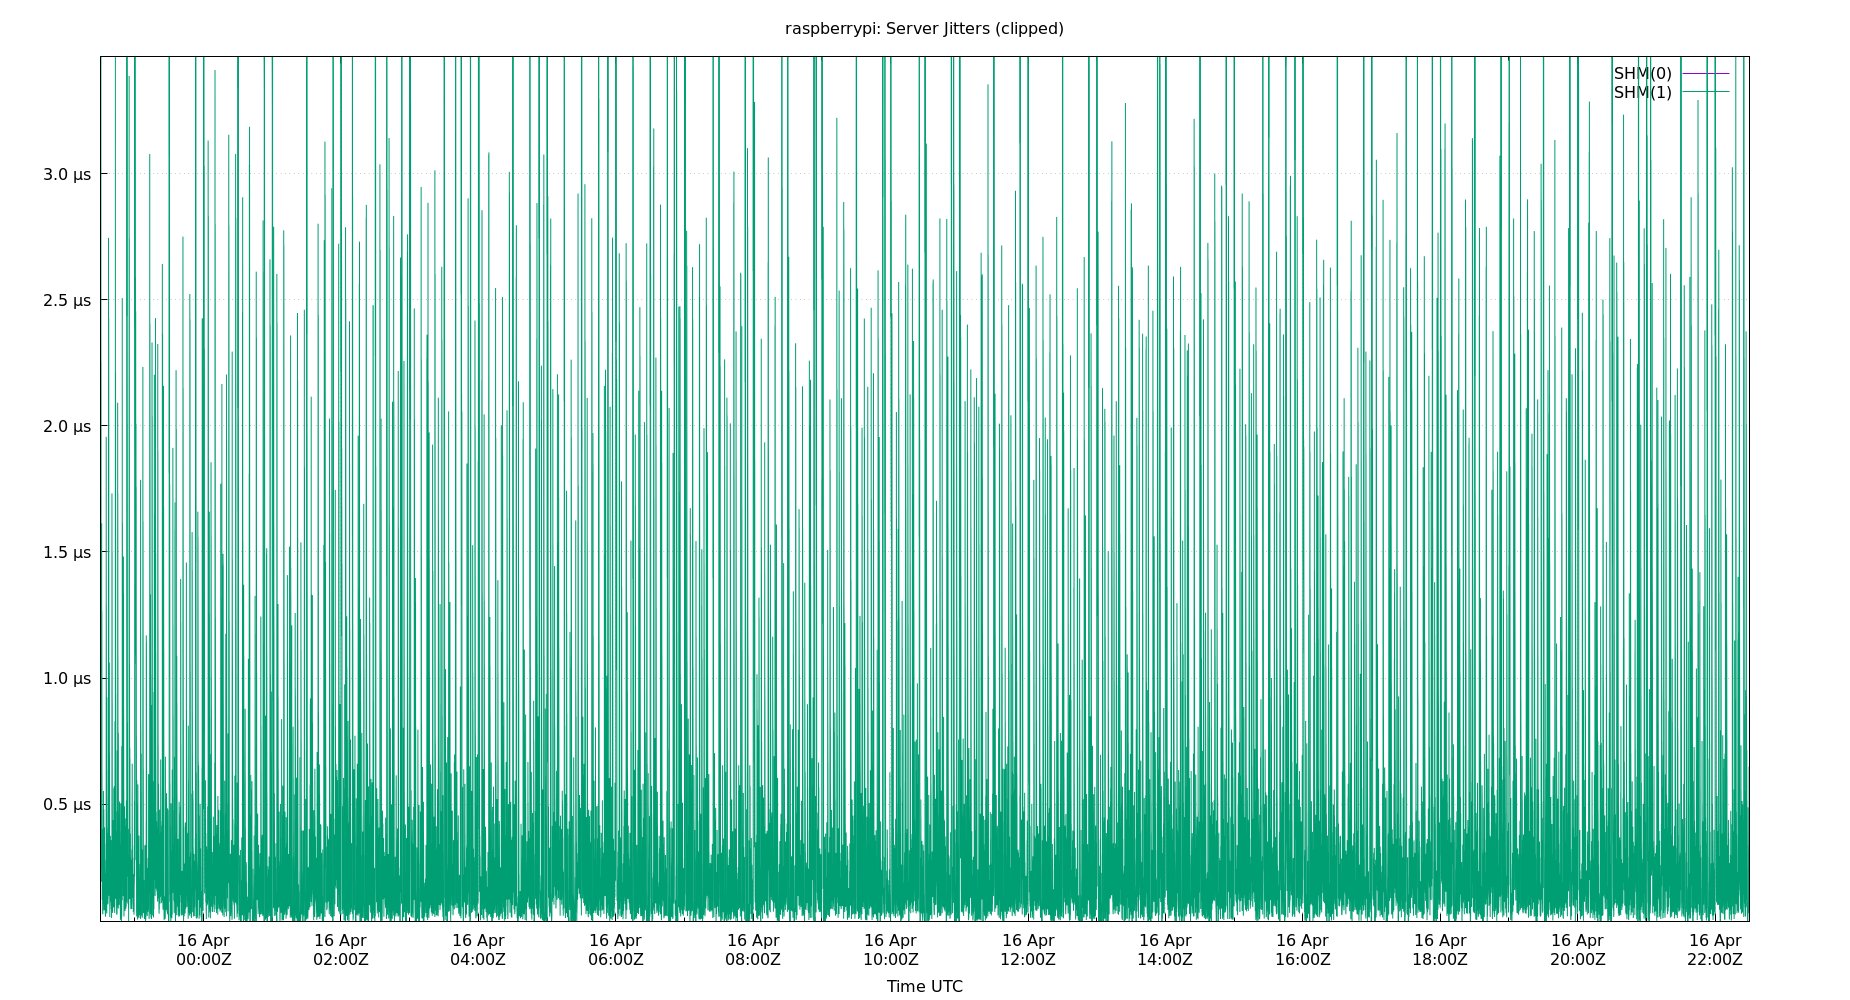 raspberrypi: Server Jitters (clipped)
SHM(0)
SHM(1)
3.0 µs
2.5 µs
2.0 µs
1.5 µs
1.0 µs
0.5 µs
16 Apr 16 Apr 16 Apr 16 Apr 16 Apr 16 Apr 16 Apr 16 Apr 16 Apr 16 Apr 16 Apr 16 Apr
00:00Z 02:00Z 04:00Z 06:00Z 08:00Z 10:00Z 12:00Z 14:00Z 16:00Z 18:00Z 20:00Z 22:00Z
Time UTC